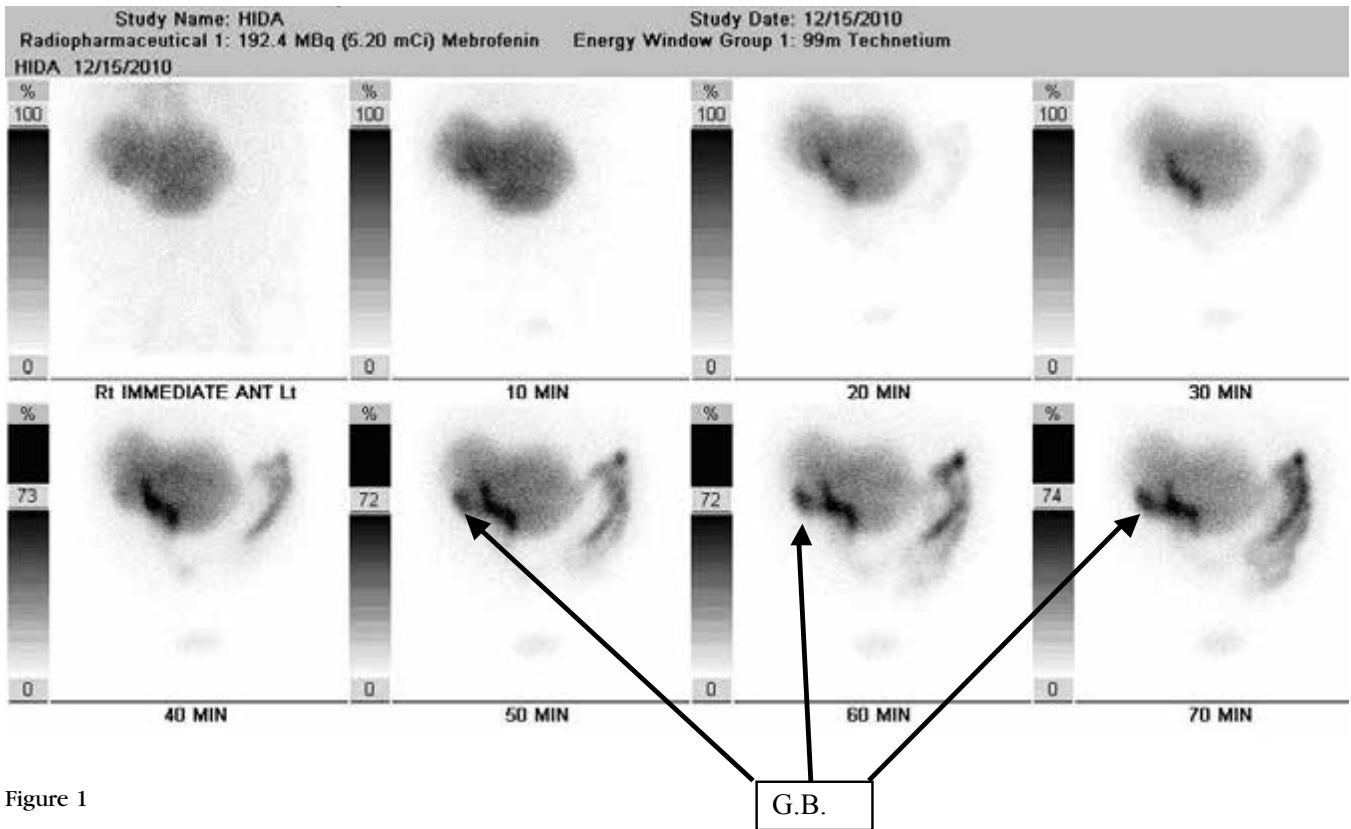 Study Name: HIDA Study Date: 12/15/2010
Radiopharmaceutical 1: 192.4 MBq (5.20 mCi) Mebrofenin Energy Window Group 1: 99m Technetium
HIDA 12/15/2010
% % % %
100 100 100 100
0 0 0 0
Rt IMMEDIATE ANT Lt 10 MIN 20 MIN 30 MIN
% % % %
73 72 72 74
0 0 0 0
40 MIN 50 MIN 60 MIN 70 MIN
Figure 1
G.B.